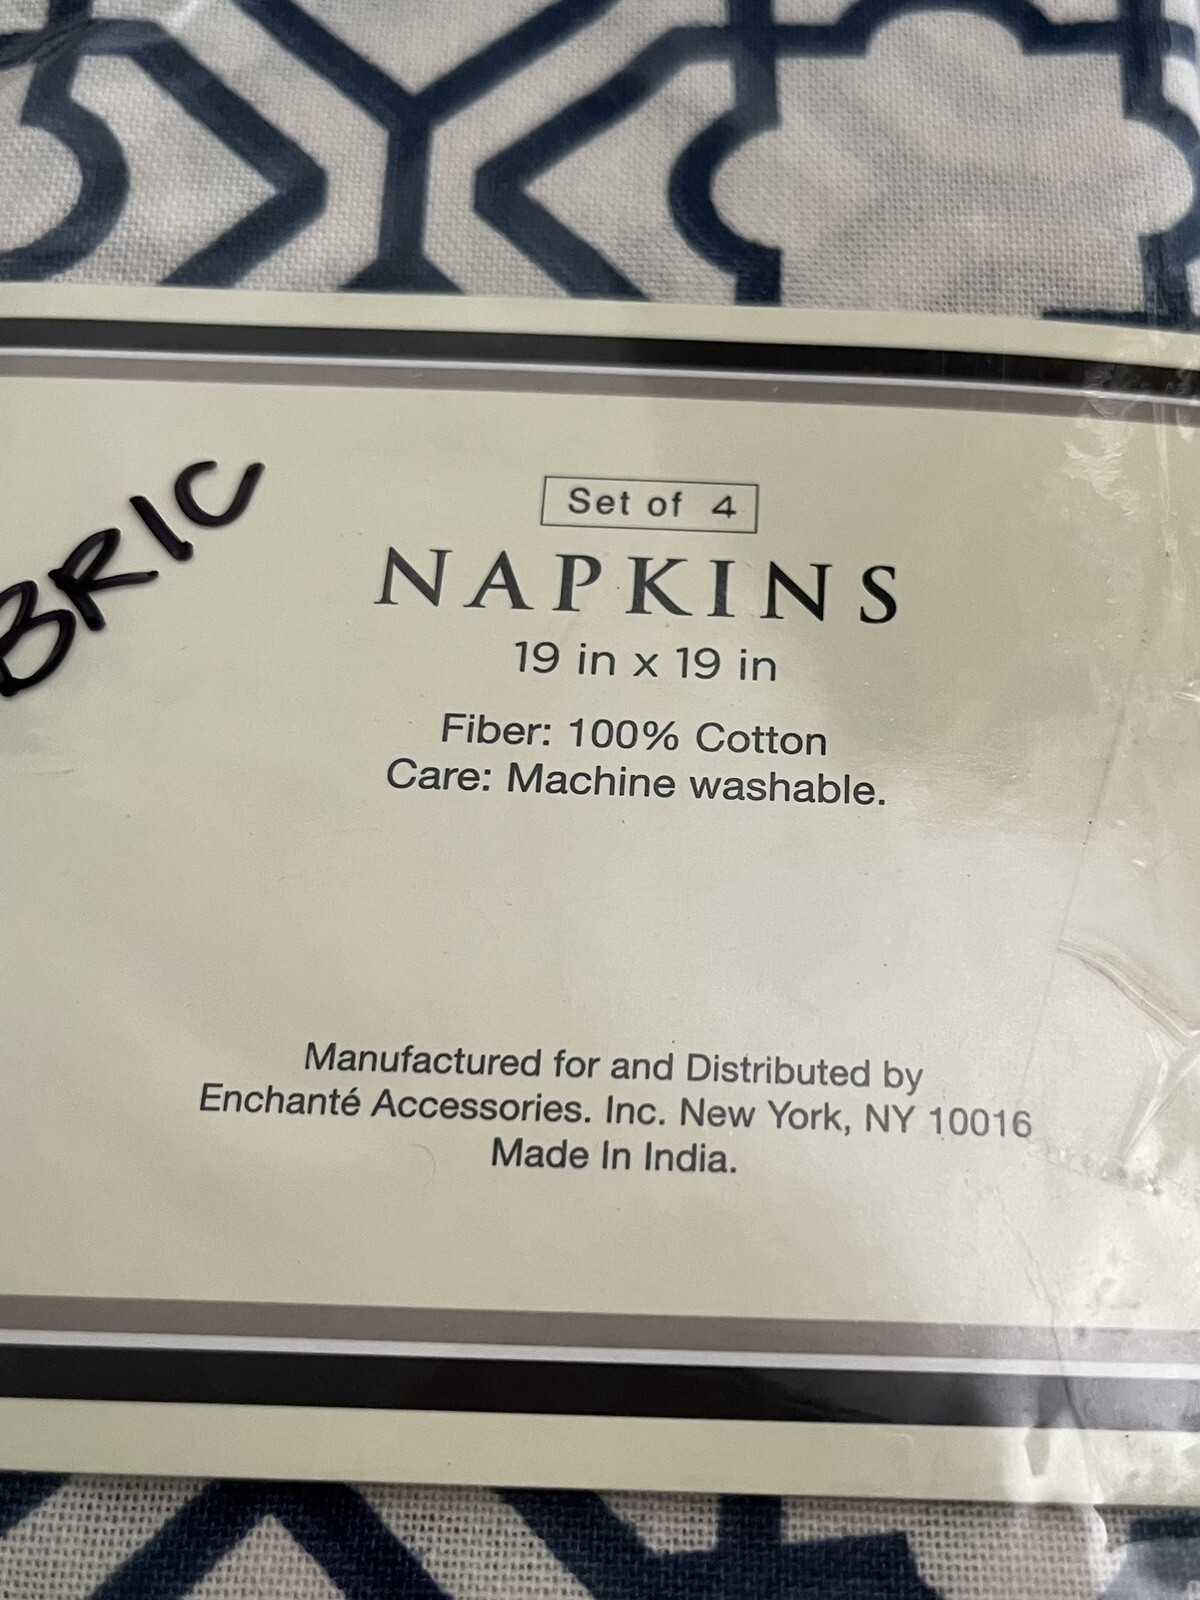 BRIC
Set of 4
NAPKINS
19 in x 19 in
Fiber: 100% Cotton
Care: Machine washable.
Manufactured for and Distributed by
Enchanté Accessories. Inc. New York, NY 10016
Made In India.